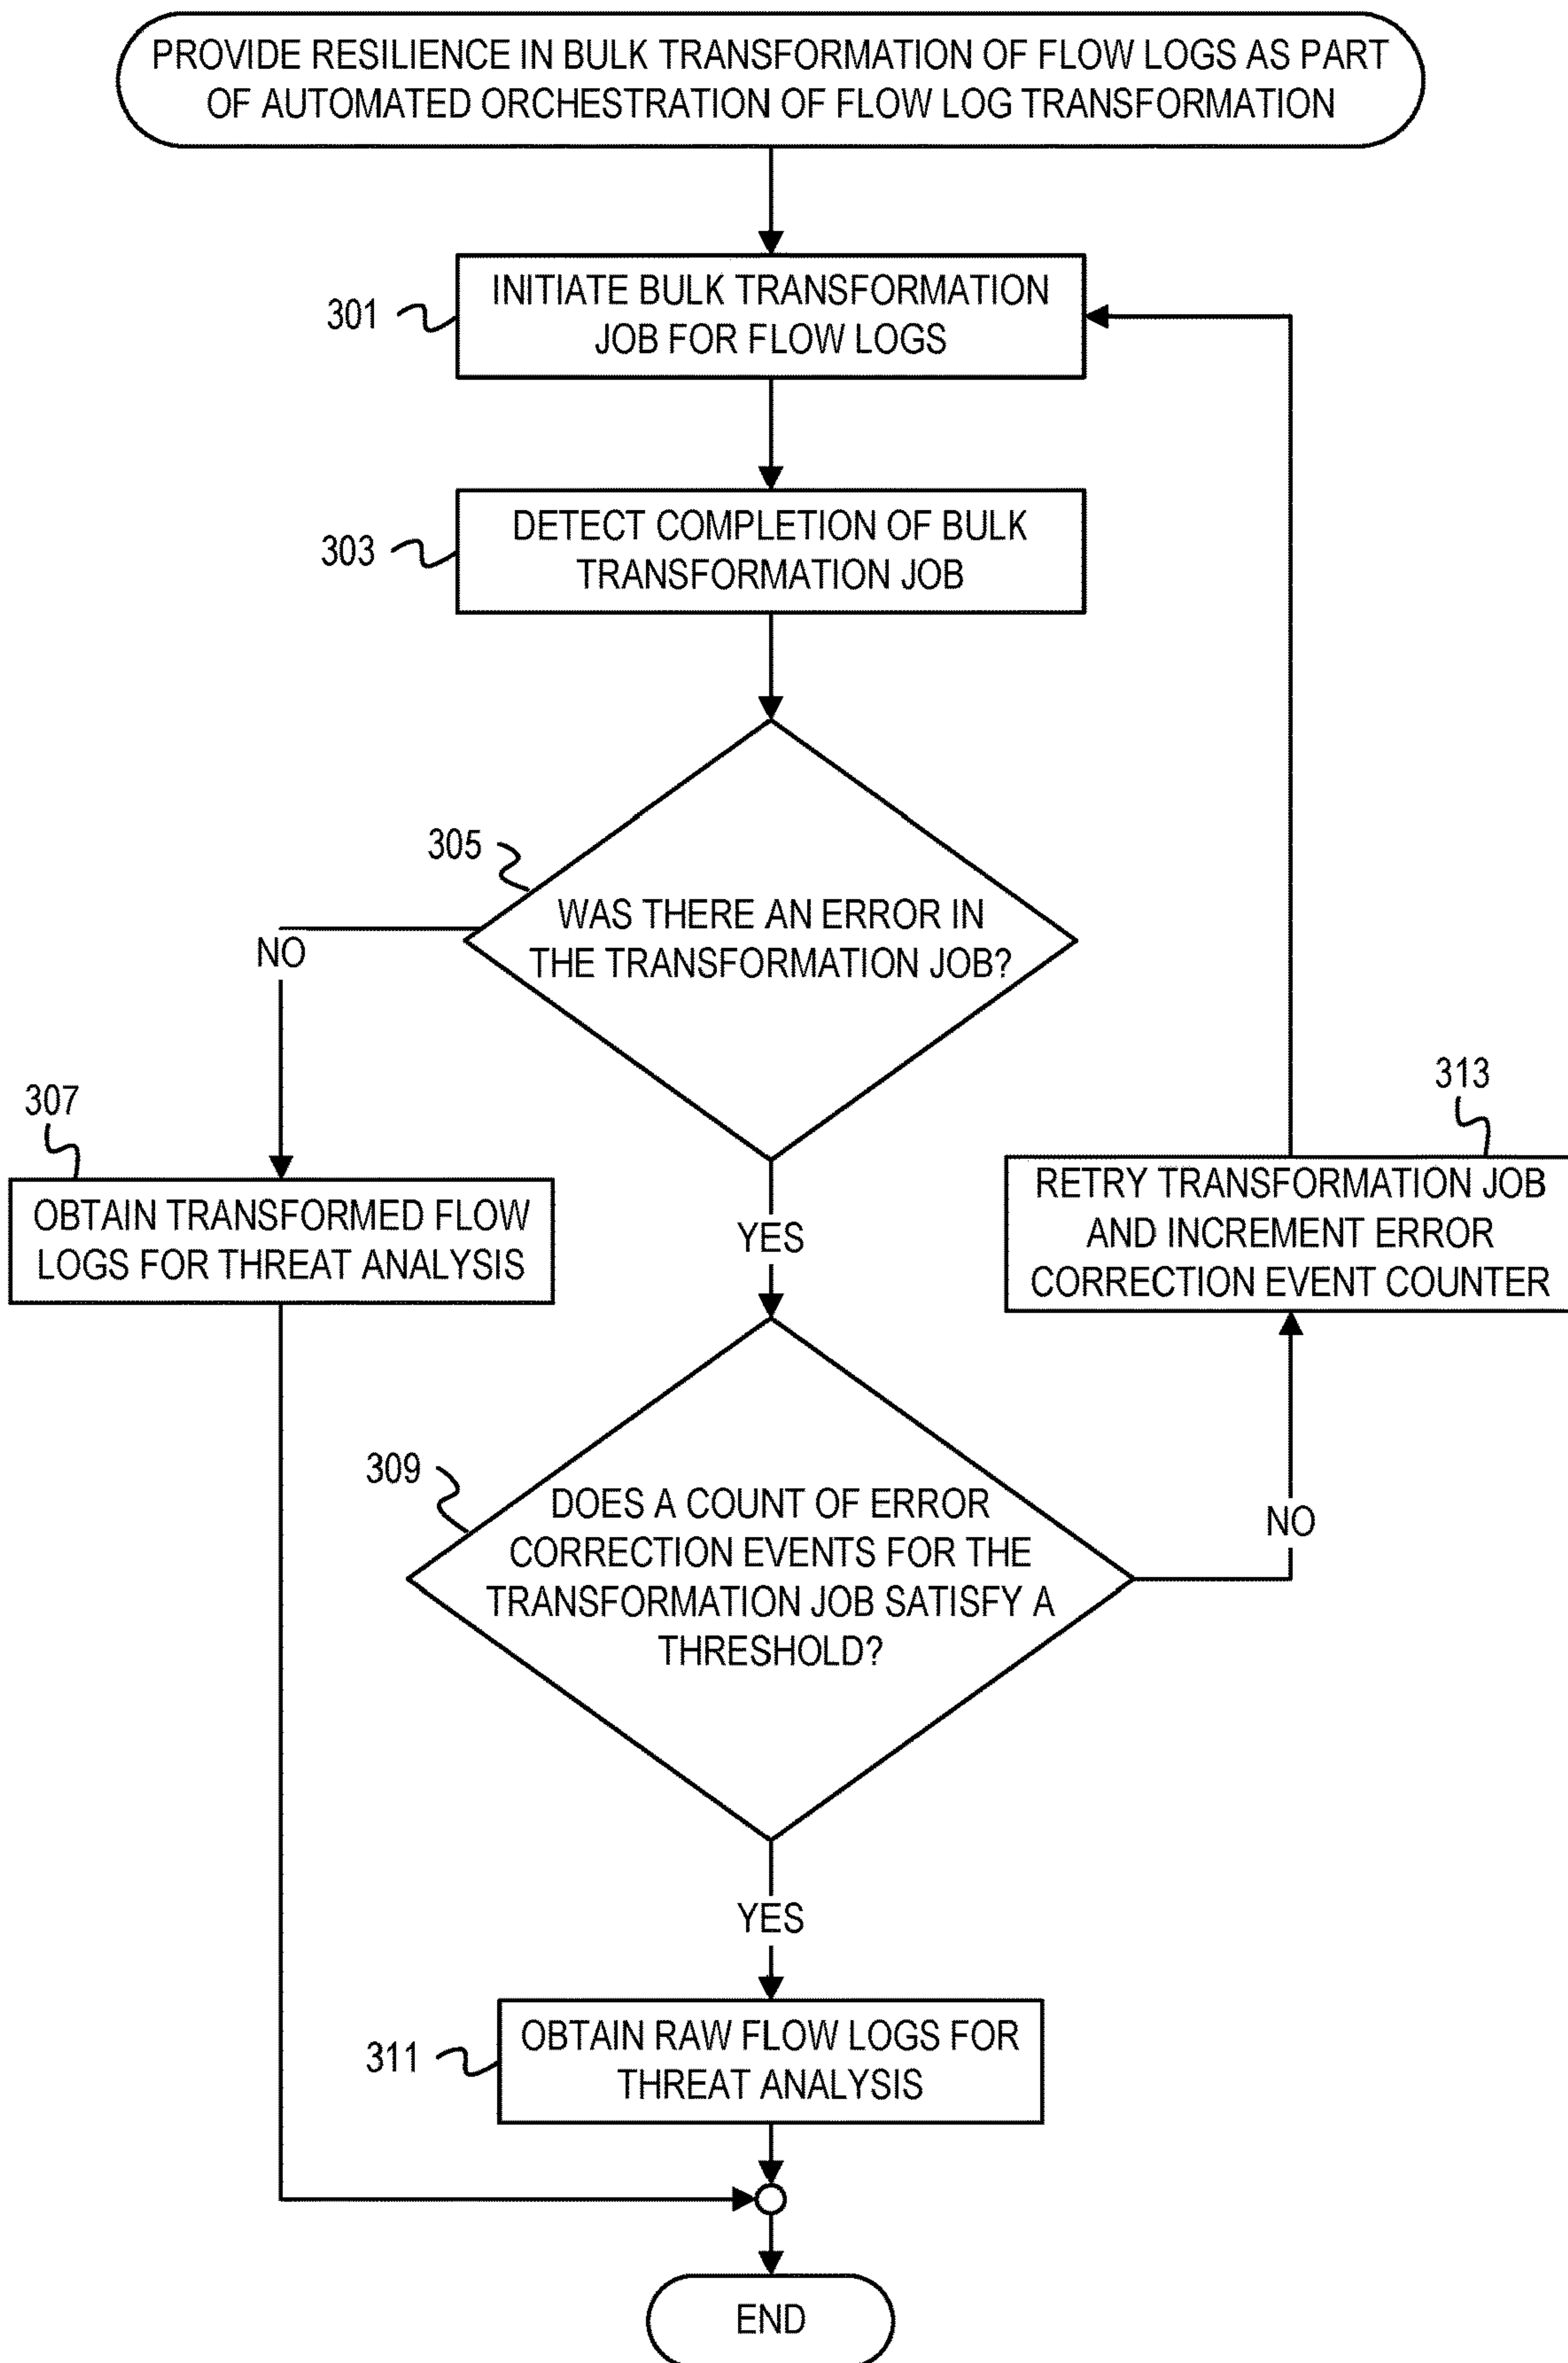 PROVIDE RESILIENCE IN BULK TRANSFORMATION OF FLOW LOGS AS PART
OF AUTOMATED ORCHESTRATION OF FLOW LOG TRANSFORMATION
301
INITIATE BULK TRANSFORMATION
JOB FOR FLOW LOGS
303
DETECT COMPLETION OF BULK
TRANSFORMATION JOB
305
WAS THERE AN ERROR IN
THE TRANSFORMATION JOB?
NO
307
OBTAIN TRANSFORMED FLOW
LOGS FOR THREAT ANALYSIS
YES
313
RETRY TRANSFORMATION JOB
AND INCREMENT ERROR
CORRECTION EVENT COUNTER
309
DOES A COUNT OF ERROR
CORRECTION EVENTS FOR THE
TRANSFORMATION JOB SATISFY A
THRESHOLD?
NO
YES
311
OBTAIN RAW FLOW LOGS FOR
THREAT ANALYSIS
END